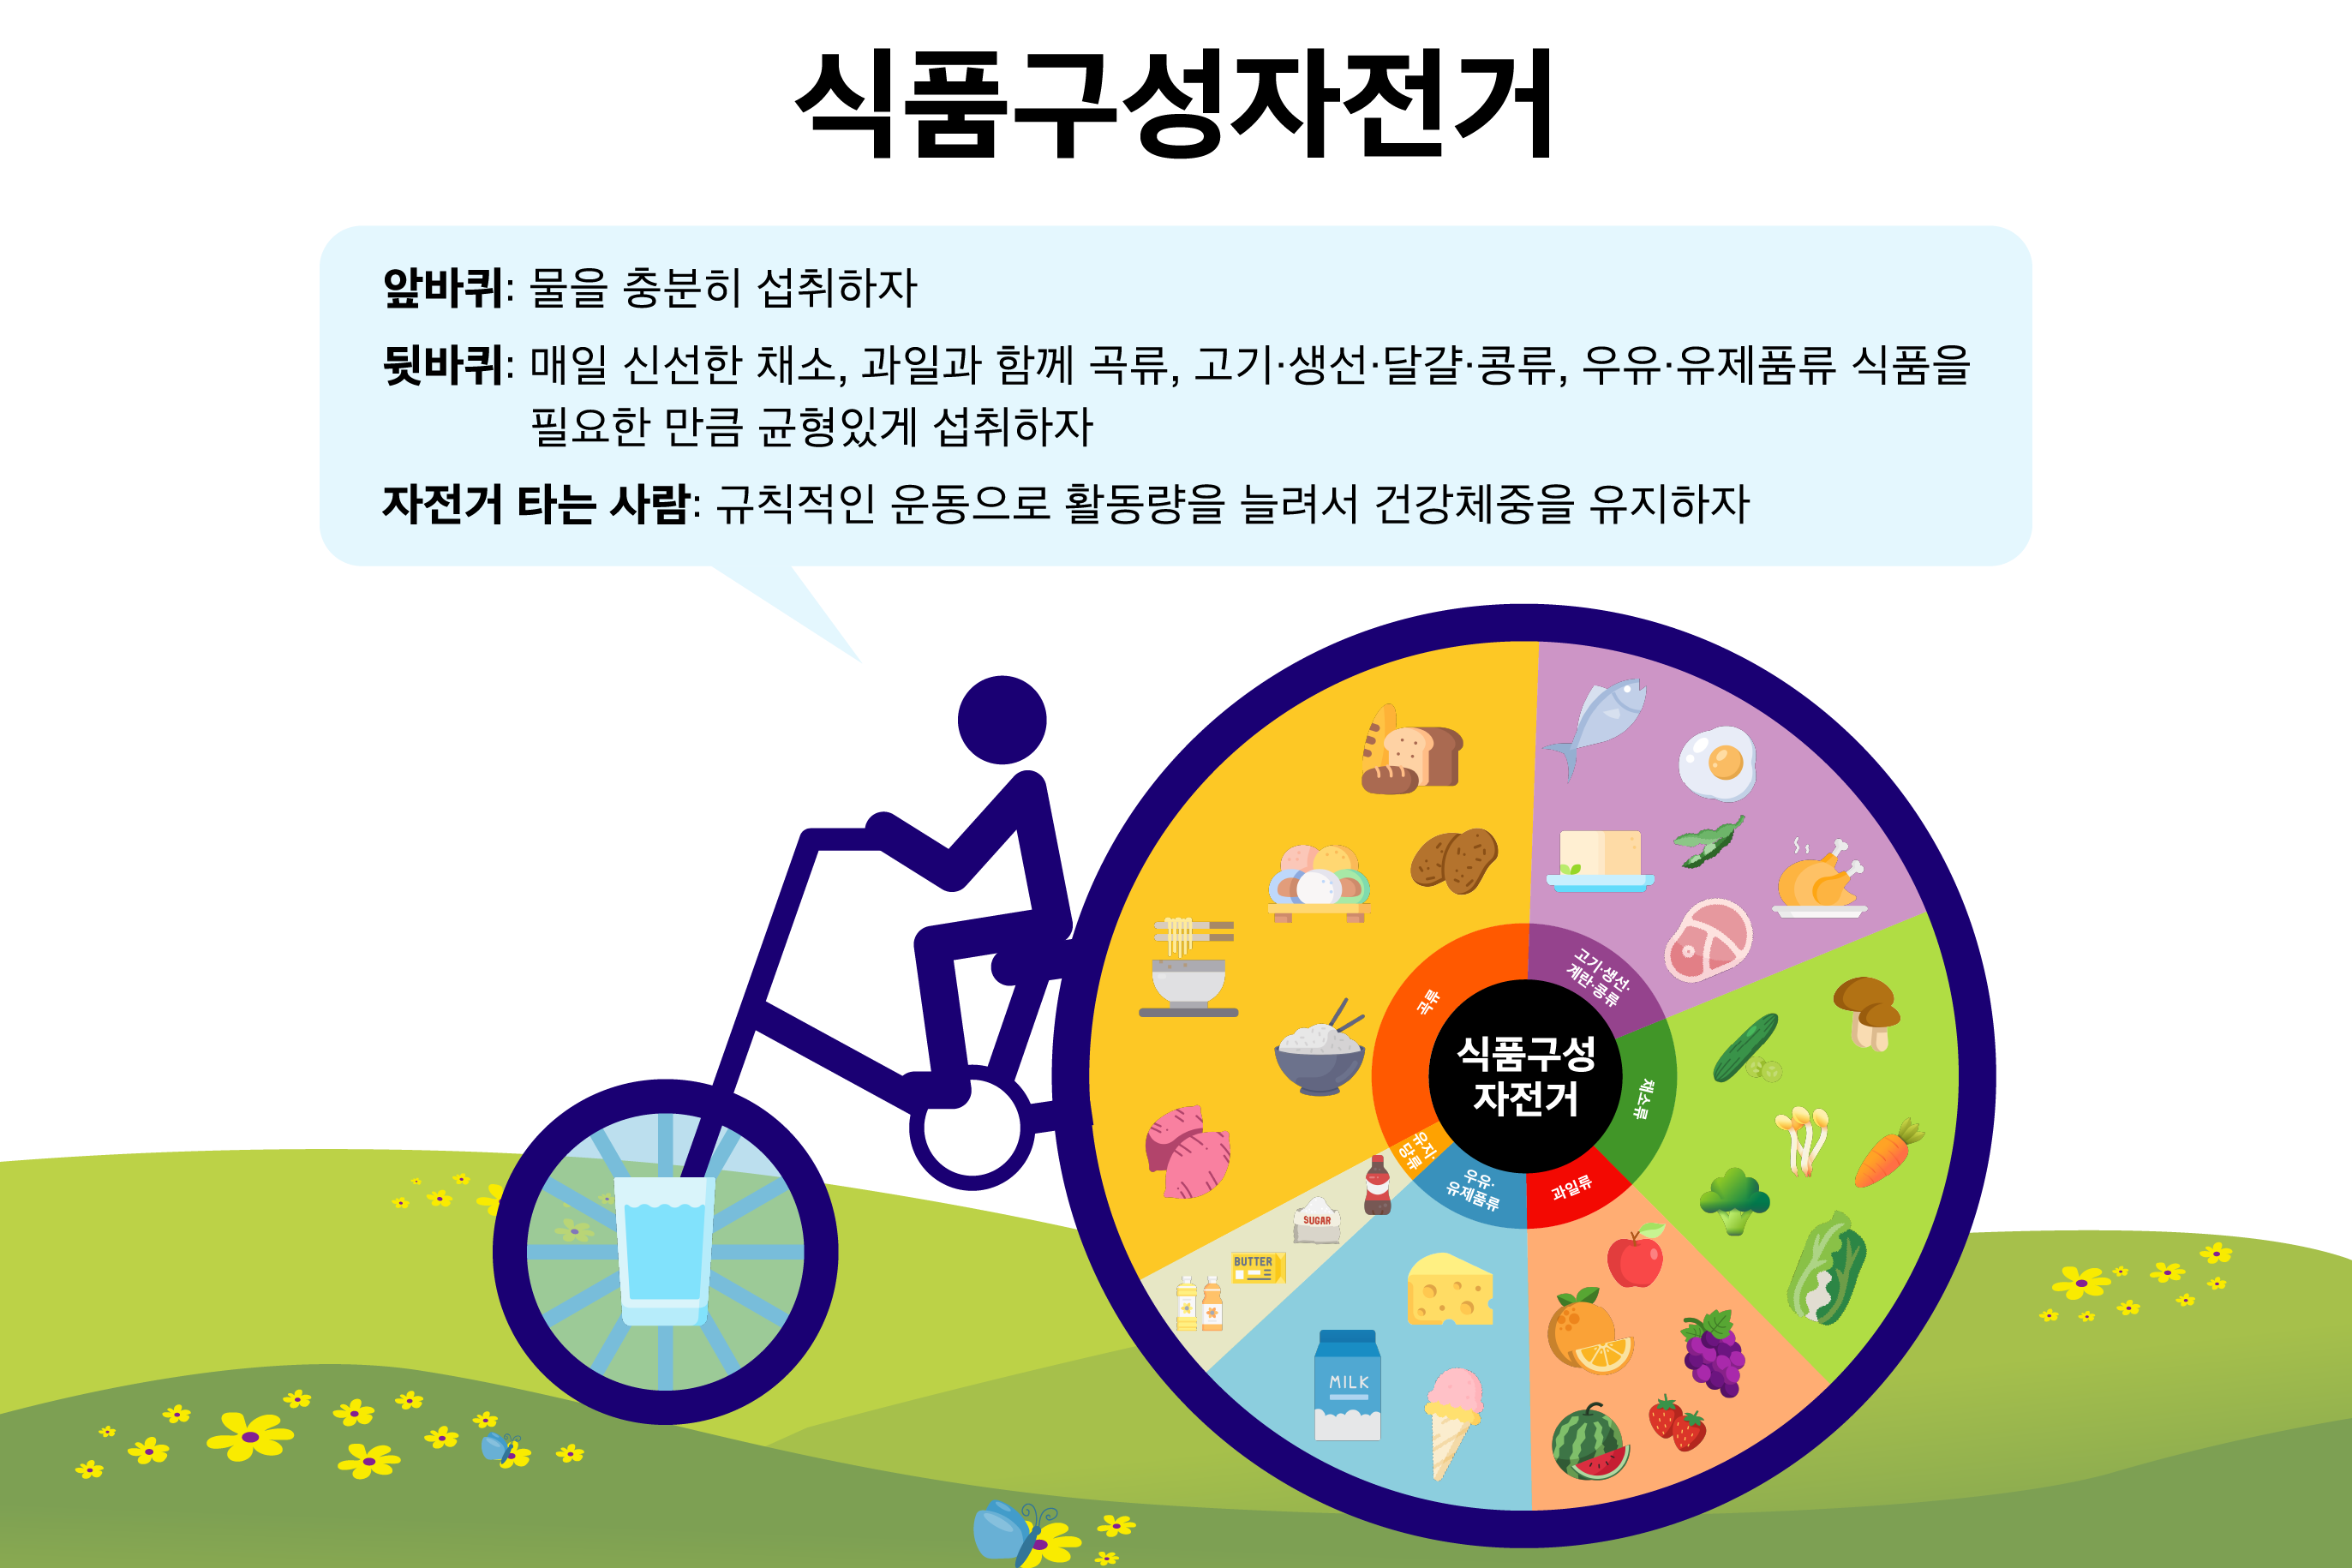 식품구성자전거
앞바퀴: 물을 충분히 섭취하자
뒷바퀴: 매일 신선한 채소, 과일과 함께 곡류, 고기·생선·달걀·콩류, 우유·유제품류 식품을
필요한 만큼 균형있게 섭취하자
자전거 타는 사람: 규칙적인 운동으로 활동량을 늘려서 건강체중을 유지하자
고기·생선·
계란·콩류
곡류
식품구성
자전거
채소류
유지·
당류
우유·
유제품류
과일류
SUGAR
BUTTER
MILK